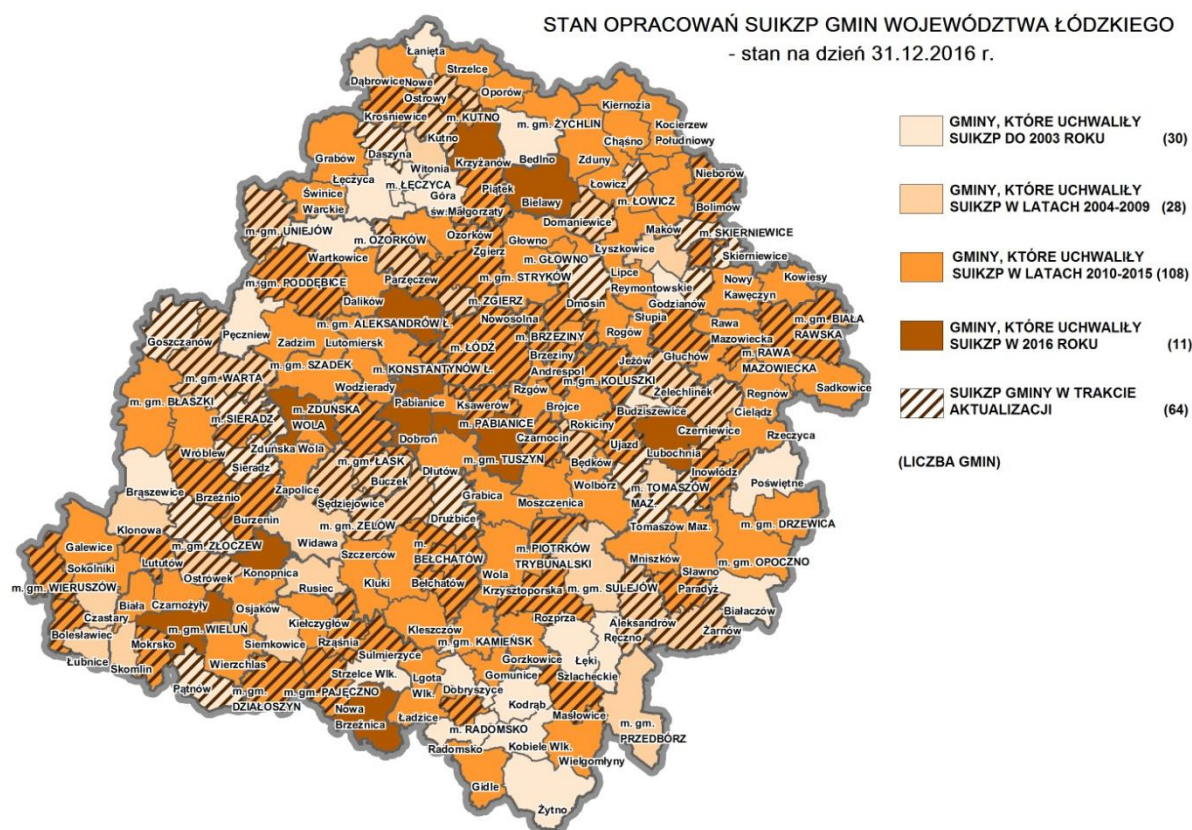 STAN OPRACOWAŃ SUIKZP GMIN WOJEWÓDZTWA ŁÓDZKIEGO
- stan na dzień 31.12.2016 r.
GMINY, KTÓRE UCHWALIŁY
SUIKZP DO 2003 ROKU (30)
GMINY, KTÓRE UCHWALIŁY
SUIKZP W LATACH 2004-2009 (28)
GMINY, KTÓRE UCHWALIŁY
SUIKZP W LATACH 2010-2015 (108)
GMINY, KTÓRE UCHWALIŁY
SUIKZP W 2016 ROKU (11)
SUIKZP GMINY W TRAKCIE
AKTUALIZACJI (64)
(LICZBA GMIN)
Łanięta
Strzelce
Dąbrowice
Nowe
Ostrowy
Oporów
Krośniewice
m. KUTNO
Kutno
m. gm. ŻYCHLIN
Kiernozia
Kocierzew
Południowy
Chąśno
Daszyna
Krzyżanów
Bedlno
Zduny
Nieborów
Grabów
Witonia
Łęczyca
m. ŁĘCZYCA
Góra
św. Małgorzaty
Piątek
Bielawy
Łowicz
m. ŁOWICZ
Bolimów
Świnice
Warckie
Domaniewice
Maków
m. SKIERNIEWICE
Skierniewice
m. gm. UNIEJÓW
m. OZORKÓW
Ozorków
Zgierz
Głowno
m. GŁOWNO
Łyszkowice
Wartkowice
Parzęczew
m. gm. STRYKÓW
Lipce
Reymontowskie
Godzianów
Nowy
Kawęczyn
Kowiesy
m. gm. PODDĘBICE
Dalików
m. ZGIERZ
Dmosin
Słupia
m. gm. BIAŁA
RAWSKA
Pęczniew
Goszczanów
Zadzim
m. gm. ALEKSANDRÓW Ł.
Lutomiersk
Nowosolna
m. ŁÓDŹ
m. BRZEZINY
Brzeziny
Rogów
Rawa
Mazowiecka
m. RAWA
MAZOWIECKA
Głuchów
Jeżów
m. gm. SZADEK
m. KONSTANTYNÓW Ł.
Andrespol
m. gm. KOLUSZKI
m. gm. WARTA
Wodzierady
Pabianice
Ksawerów
Rzgów
Brójce
Żelechlinek
Regnów
Sadkowice
m. gm. BŁASZKI
m. SIERADZ
m. ZDUŃSKA
WOLA
m. PABIANICE
Rokiciny
Budziszewice
Cielądz
Dobroń
Czarnocin
Czerniewice
Rzeczyca
Wróblew
Zduńska Wola
m. gm. ŁASK
m. gm. TUSZYN
Ujazd
Lubochnia
Sieradz
Buczek
Dłutów
Będków
Inowłódz
Brąszewice
Brzeźnio
Zapolice
Sędziejowice
Grabica
Wolbórz
m. TOMASZÓW
MAZ.
Poświętne
Klonowa
Burzenin
m. gm. ZELÓW
Drużbice
Moszczenica
Tomaszów Maz.
m. gm. DRZEWICA
m. gm. ZŁOCZEW
Widawa
m.
BEŁCHATÓW
m. PIOTRKÓW
TRYBUNALSKI
Galewice
Sokolniki
Lututów
Konopnica
Szczerców
Mniszków
m. gm. OPOCZNO
m. gm. WIERUSZÓW
Ostrówek
Rusiec
Kluki
Bełchatów
Wola
Krzysztoporska
m. gm. SULEJÓW
Sławno
Paradyż
Biała
Czarnożyły
Osjaków
Czastary
Kiełczygłów
Rozprza
Aleksandrów
Białaczów
Bolesławiec
m. gm. WIELUŃ
Siemkowice
Kleszczów
Ręczno
Żarnów
Mokrsko
Rząśnia
Sulmierzyce
m. gm. KAMIEŃSK
Łubnice
Skomlin
Wierzchlas
Gorzkowice
Łęki
Szlacheckie
Strzelce Wlk.
Lgota
Wlk.
Gomunice
Dobryszyce
Pątnów
m. gm.
DZIAŁOSZYN
m. gm. PAJĘCZNO
Kodrąb
Masłowice
m. gm.
PRZEDBÓRZ
Nowa
Brzeźnica
Ładzice
m. RADOMSKO
Radomsko
Kobiele Wlk.
Wielgomłyny
Gidle
Żytno